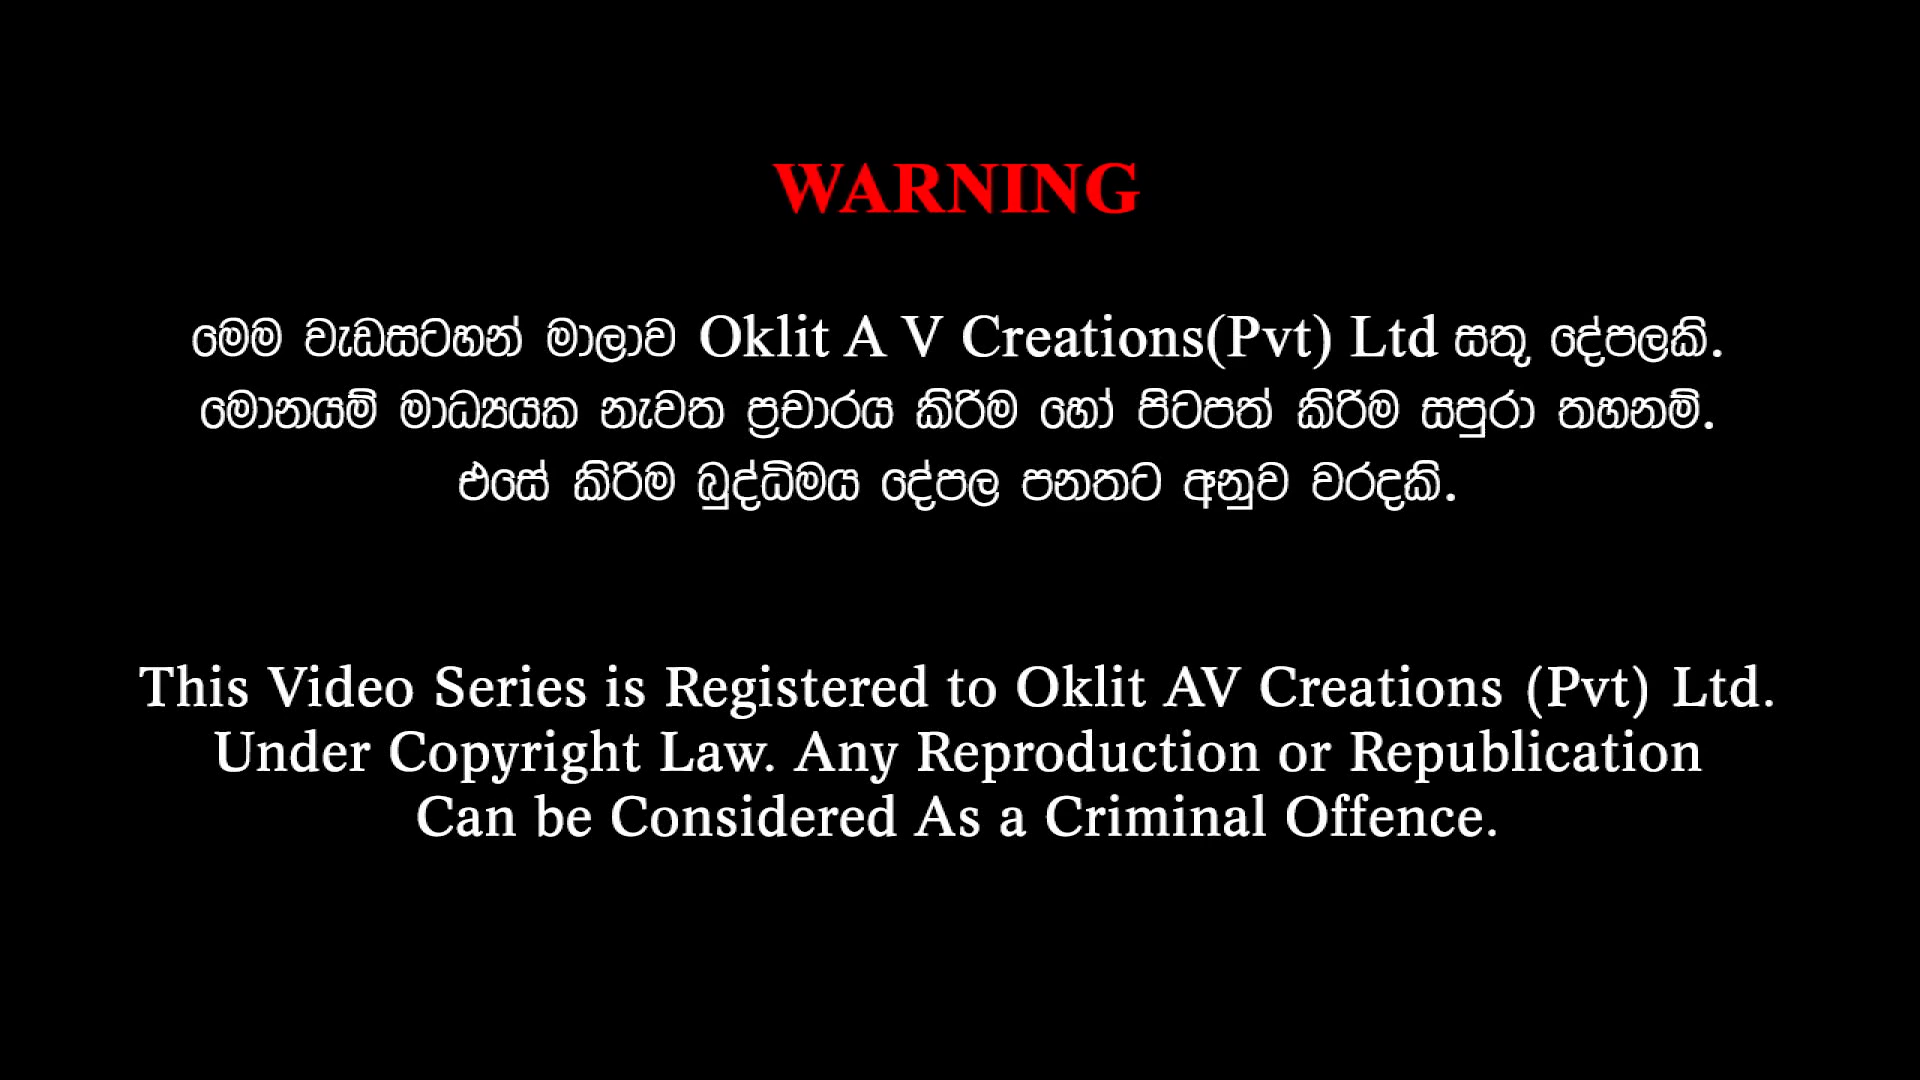 WARNING
මෙම වැඩසටහන් මාලාව Oklit A V Creations(Pvt) Ltd සතු දේපලකි.
මොනයම් මාධ්‍යයක නැවත ප්‍රචාරය කිරිම හෝ පිටපත් කිරිම සපුරා තහනම්.
එසේ කිරිම බුද්ධිමය දේපල පනතට අනුව වරදකි.
This Video Series is Registered to Oklit AV Creations (Pvt) Ltd.
Under Copyright Law. Any Reproduction or Republication
Can be Considered As a Criminal Offence.